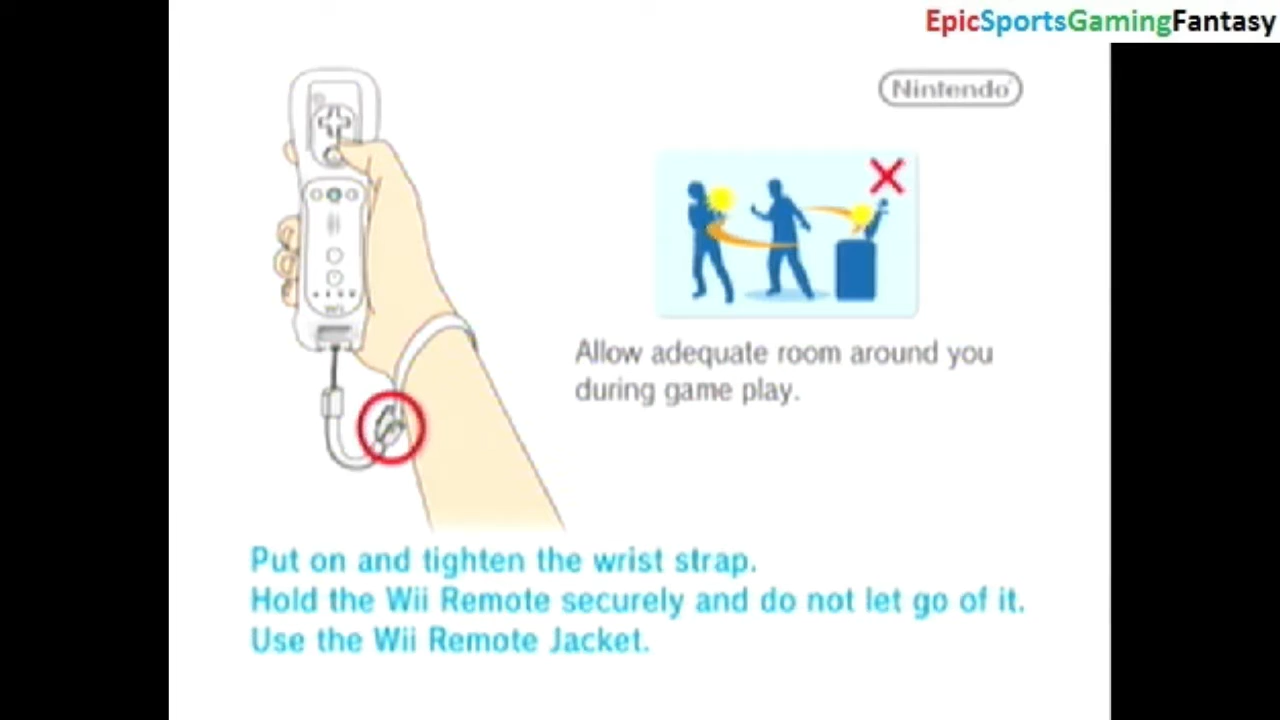 EpicSportsGamingFantasy
Nintendo
Allow adequate room around you
during game play.
Put on and tighten the wrist strap.
Hold the Wii Remote securely and do not let go of it.
Use the Wii Remote Jacket.